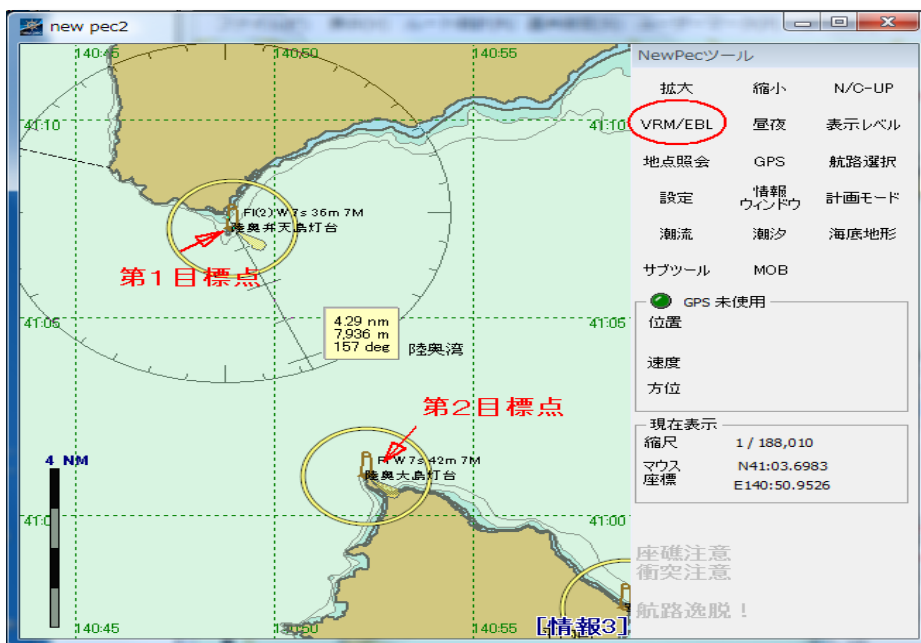 new pec2
140:45
140:50
140:55
41:10
41:10
Fl(2) W 7s 36m 7M
陸奥弁天島灯台
第1目標点
4.29 nm
7,936 m
157 deg
陸奥湾
41:05
41:05
第2目標点
Fl W 7s 42m 7M
陸奥大島灯台
4 NM
41:00
140:45
140:55
[情報3]
NewPecツール
拡大 縮小 N/C-UP
VRM/EBL 昼夜 表示レベル
地点照会 GPS 航路選択
設定 情報ウィンドウ 計画モード
潮流 潮汐 海底地形
サブツール MOB
GPS 未使用
位置
速度
方位
現在表示
縮尺 1 / 188,010
マウス座標 N41:03.6983
E140:50.9526
座礁注意
衝突注意
航路逸脱!